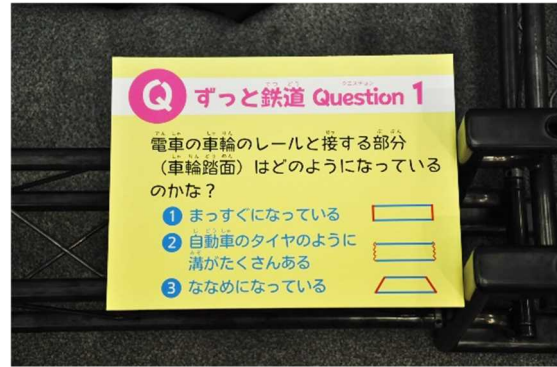 Q ずっと鉄道 Question 1
電車の車輪のレールと接する部分
(車輪踏面)はどのようになっている
のかな?
1 まっすぐになっている
2 自動車のタイヤのように
溝がたくさんある
3 ななめになっている